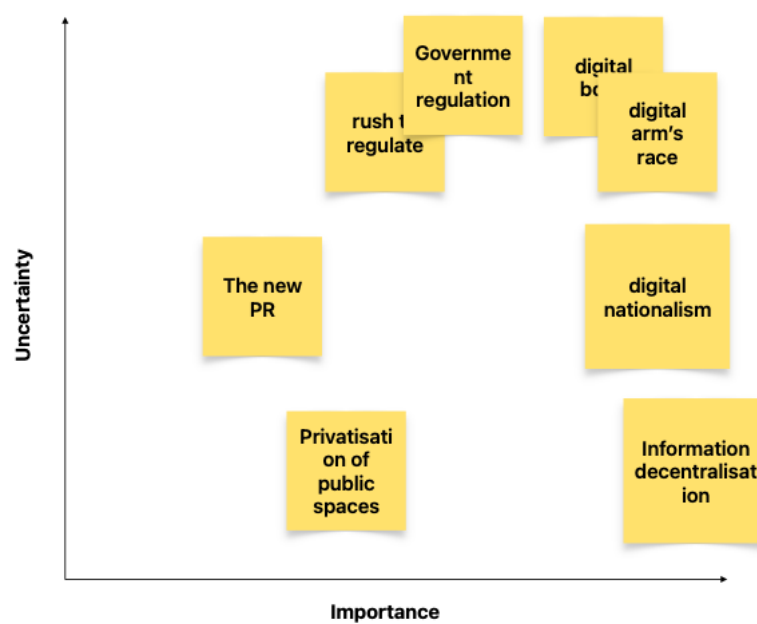 Governme
nt
regulation
digital
rush
regulate
digital
arm's
race
The new
PR
digital
nationalism
Privatisati
on of
public
spaces
Information
decentralisat
ion
Uncertainty
Importance